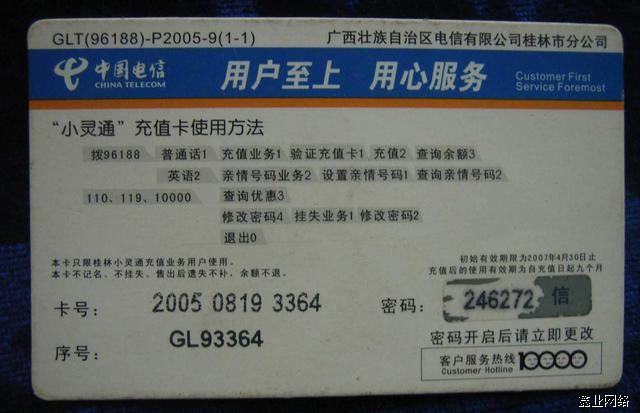 GLT(96188)-P2005-9(1-1) 广西壮族自治区电信有限公司桂林市分公司
中国电信 CHINA TELECOM 用户至上 用心服务 Customer First Service Foremost
“小灵通”充值卡使用方法
拨96188 普通话1 充值业务1 验证充值卡1 充值2 查询余额3
英语2 亲情号码业务2 设置亲情号码1 查询亲情号码2
110、119、10000 查询优惠3
修改密码4 挂失业务1 修改密码2
退出0
初始有效期限为2007年4月30日止
本卡只限桂林小灵通充值业务用户使用。 充值后的使用有效期为自充值日起九个月
本卡不记名、不挂失、售出后遗失不补，余额不退。
卡号： 2005 0819 3364 密码： 246272 信
序号： GL93364 密码开启后请立即更改
客户服务热线 Customer Hotline 10000
鑫业网络